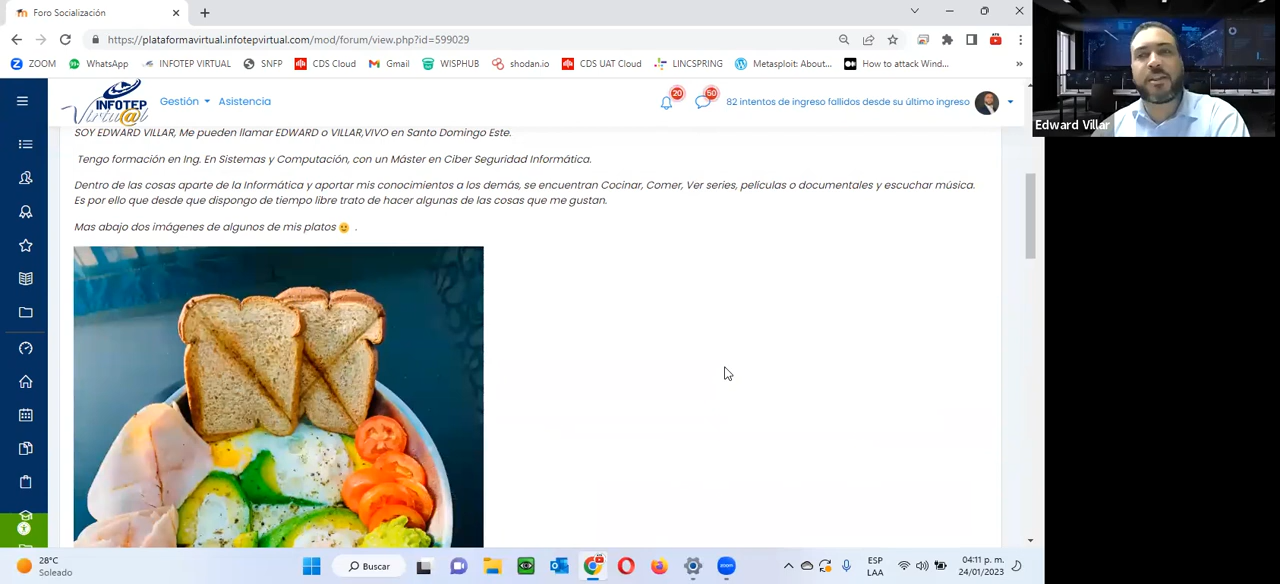 Foro Socialización
https://plataformavirtual.infotepvirtual.com/mod/forum/view.php?id=599029
ZOOM WhatsApp INFOTEP VIRTUAL SNFP CDS Cloud Gmail WISPHUB shodan.io CDS UAT Cloud LINCSPRING Metasploit: About... How to attack Wind... »
INFOTEP Virtu@l Gestión Asistencia 20 50 82 intentos de ingreso fallidos desde su último ingreso
Edward Villar
SOY EDWARD VILLAR, Me pueden llamar EDWARD o VILLAR,VIVO en Santo Domingo Este.
Tengo formación en Ing. En Sistemas y Computación, con un Máster en Ciber Seguridad Informática.
Dentro de las cosas aparte de la Informática y aportar mis conocimientos a los demás, se encuentran Cocinar, Comer, Ver series, películas o documentales y escuchar música.
Es por ello que desde que dispongo de tiempo libre trato de hacer algunas de las cosas que me gustan.
Mas abajo dos imágenes de algunos de mis platos 🙂 .
28°C
Soleado
Buscar
zoom
ESP
LAA
04:11 p. m.
24/01/2023